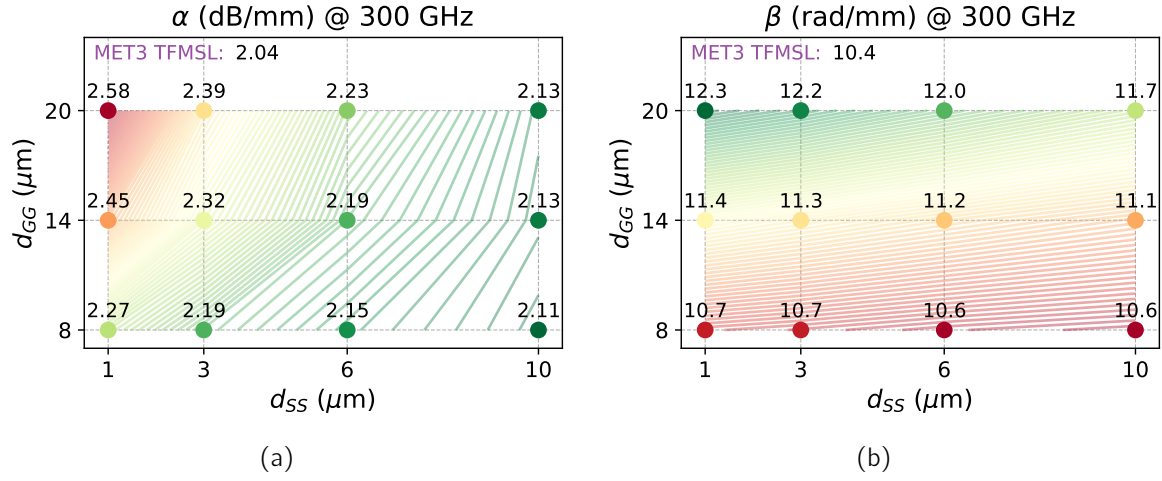 α (dB/mm) @ 300 GHz
MET3 TFMSL: 2.04
2.58 2.39 2.23 2.13
20
2.45 2.32 2.19 2.13
14
2.27 2.19 2.15 2.11
8
1 3 6 10
d_GG (μm)
d_SS (μm)
(a)
β (rad/mm) @ 300 GHz
MET3 TFMSL: 10.4
12.3 12.2 12.0 11.7
20
11.4 11.3 11.2 11.1
14
10.7 10.7 10.6 10.6
8
1 3 6 10
d_GG (μm)
d_SS (μm)
(b)